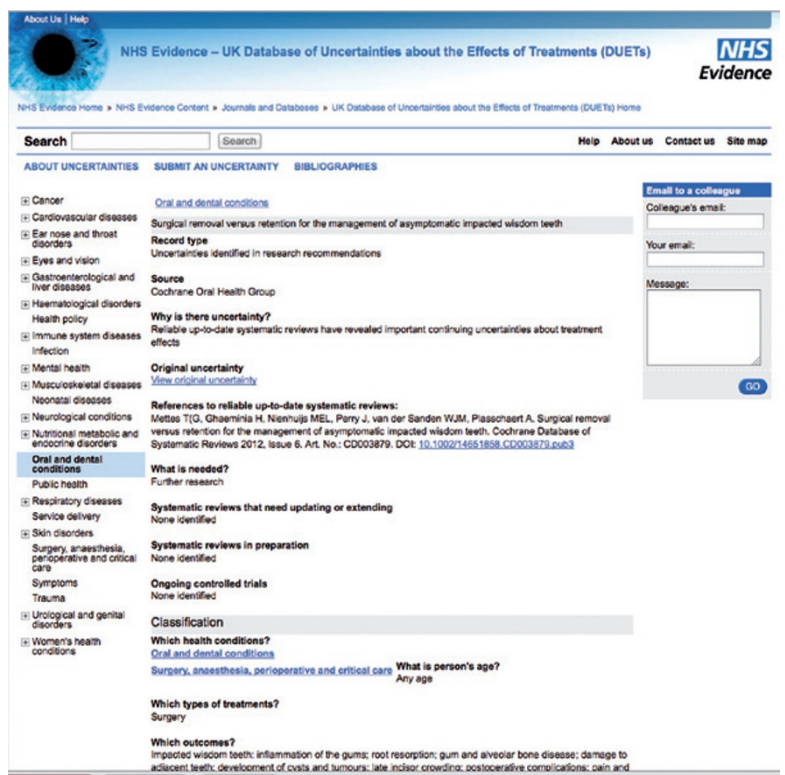 About Us | Help
NHS Evidence – UK Database of Uncertainties about the Effects of Treatments (DUETs)
NHS
Evidence
NHS Evidence Home » NHS Evidence Content » Journals and Databases » UK Database of Uncertainties about the Effects of Treatments (DUETs) Home
Search Search
Help About us Contact us Site map
ABOUT UNCERTAINTIES SUBMIT AN UNCERTAINTY BIBLIOGRAPHIES
Cancer
Cardiovascular diseases
Ear nose and throat
disorders
Eyes and vision
Gastroenterological and
liver diseases
Haematological disorders
Health policy
Immune system diseases
Infection
Mental health
Musculoskeletal diseases
Neonatal diseases
Neurological conditions
Nutritional metabolic and
endocrine disorders
Oral and dental
conditions
Public health
Respiratory diseases
Service delivery
Skin disorders
Surgery, anaesthesia,
perioperative and critical
care
Symptoms
Trauma
Urological and genital
disorders
Women's health
conditions
Oral and dental conditions
Surgical removal versus retention for the management of asymptomatic impacted wisdom teeth
Record type
Uncertainties identified in research recommendations
Source
Cochrane Oral Health Group
Why is there uncertainty?
Reliable up-to-date systematic reviews have revealed important continuing uncertainties about treatment
effects
Original uncertainty
View original uncertainty
References to reliable up-to-date systematic reviews:
Mettes T(G, Ghaeminia H, Nienhuijs MEL, Perry J, van der Sanden WJM, Plasschaert A. Surgical removal
versus retention for the management of asymptomatic impacted wisdom teeth. Cochrane Database of
Systematic Reviews 2012, Issue 6. Art. No.: CD003879. DOI: 10.1002/14651858.CD003879.pub3
What is needed?
Further research
Systematic reviews that need updating or extending
None identified
Systematic reviews in preparation
None identified
Ongoing controlled trials
None identified
Classification
Which health conditions?
Oral and dental conditions
Surgery, anaesthesia, perioperative and critical care What is person's age?
Any age
Which types of treatments?
Surgery
Which outcomes?
Impacted wisdom teeth: inflammation of the gums; root resorption; gum and alveolar bone disease; damage to
adjacent teeth; development of cysts and tumours; late incisor crowding; postoperative complications; pain and
Email to a colleague
Colleague's email:
Your email:
Message:
GO